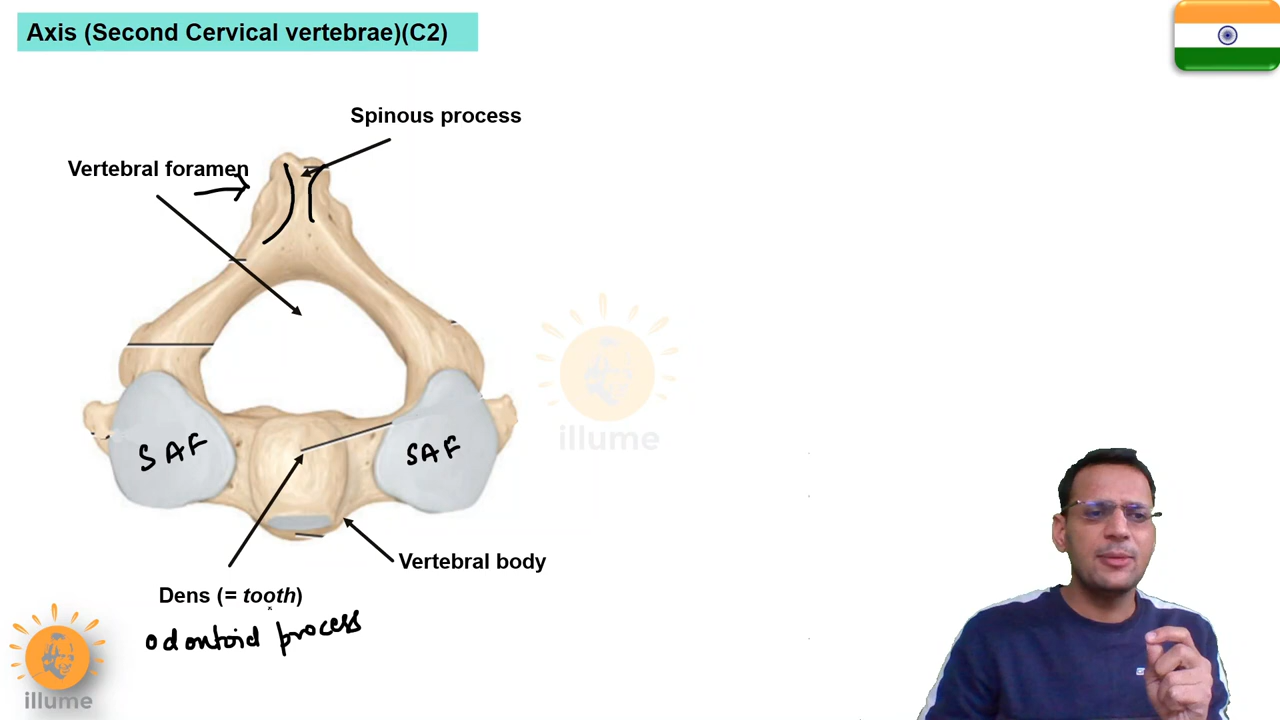 Axis (Second Cervical vertebrae)(C2)
Spinous process
Vertebral foramen
SAF
SAF
illume
Vertebral body
Dens (= tooth)
odontoid process
illume